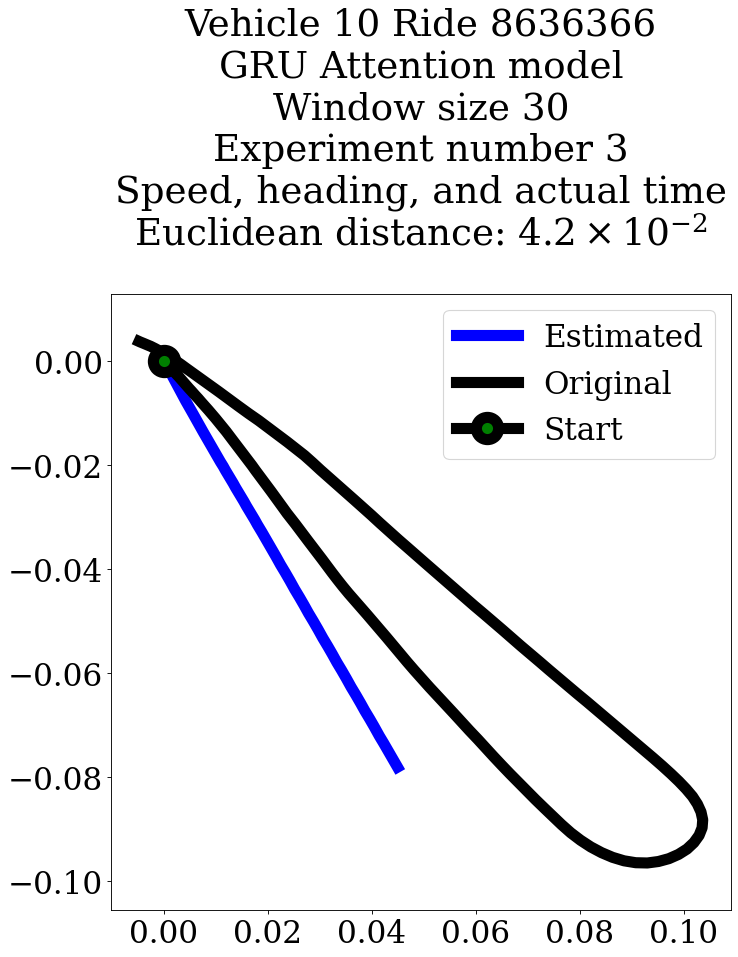 Vehicle 10 Ride 8636366
GRU Attention model
Window size 30
Experiment number 3
Speed, heading, and actual time
Euclidean distance: 4.2 × 10⁻²
Estimated
Original
Start
0.00
−0.02
−0.04
−0.06
−0.08
−0.10
0.00 0.02 0.04 0.06 0.08 0.10